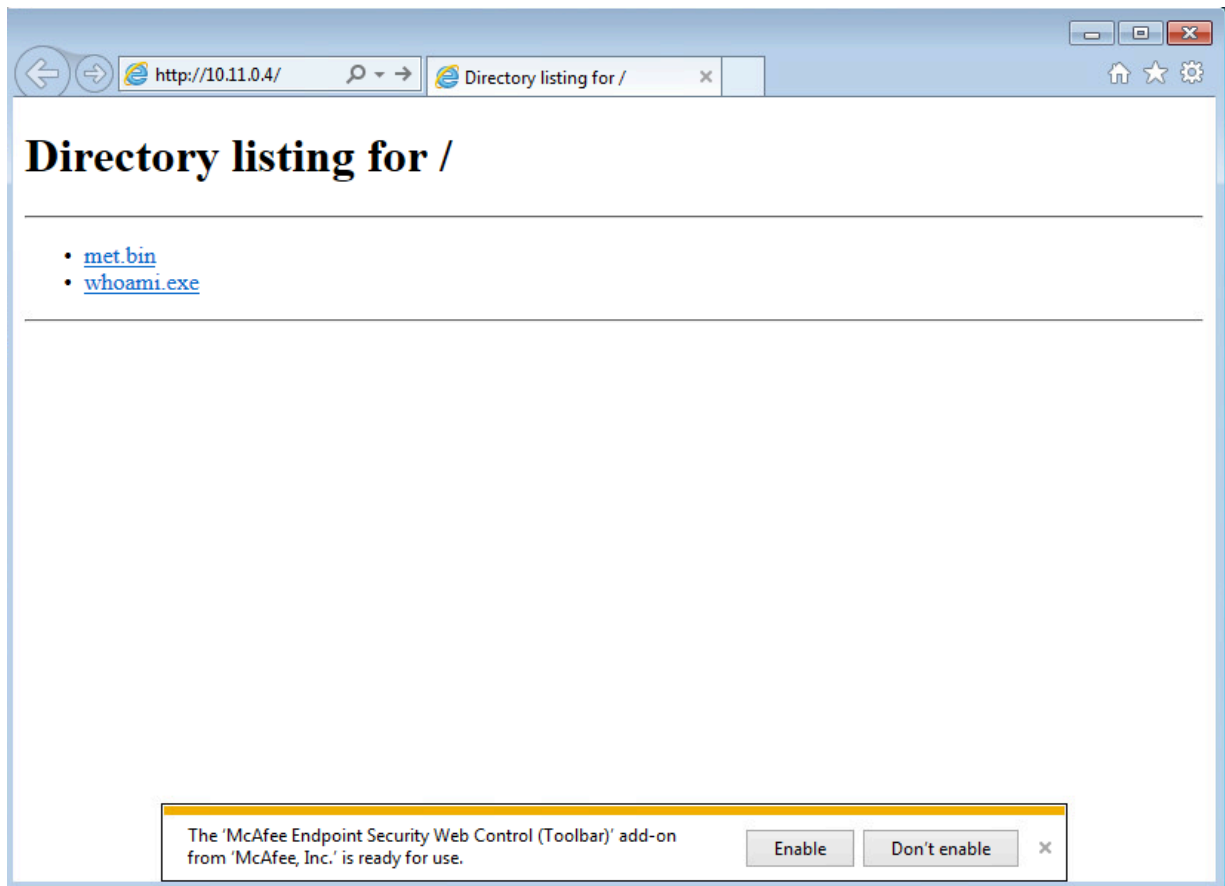 http://10.11.0.4/
Directory listing for /
Directory listing for /
met.bin
whoami.exe
The 'McAfee Endpoint Security Web Control (Toolbar)' add-on
from 'McAfee, Inc.' is ready for use.
Enable
Don't enable